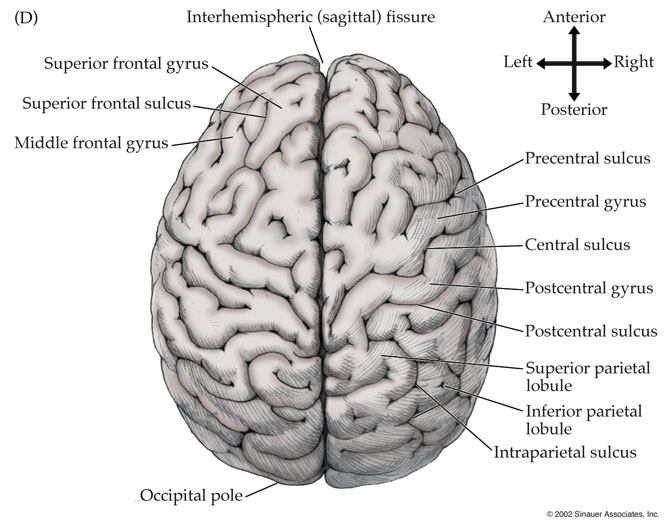 (D)
Interhemispheric (sagittal) fissure
Anterior
Left
Right
Posterior
Superior frontal gyrus
Superior frontal sulcus
Middle frontal gyrus
Precentral sulcus
Precentral gyrus
Central sulcus
Postcentral gyrus
Postcentral sulcus
Superior parietal
lobule
Inferior parietal
lobule
Intraparietal sulcus
Occipital pole
© 2002 Sinauer Associates, Inc.